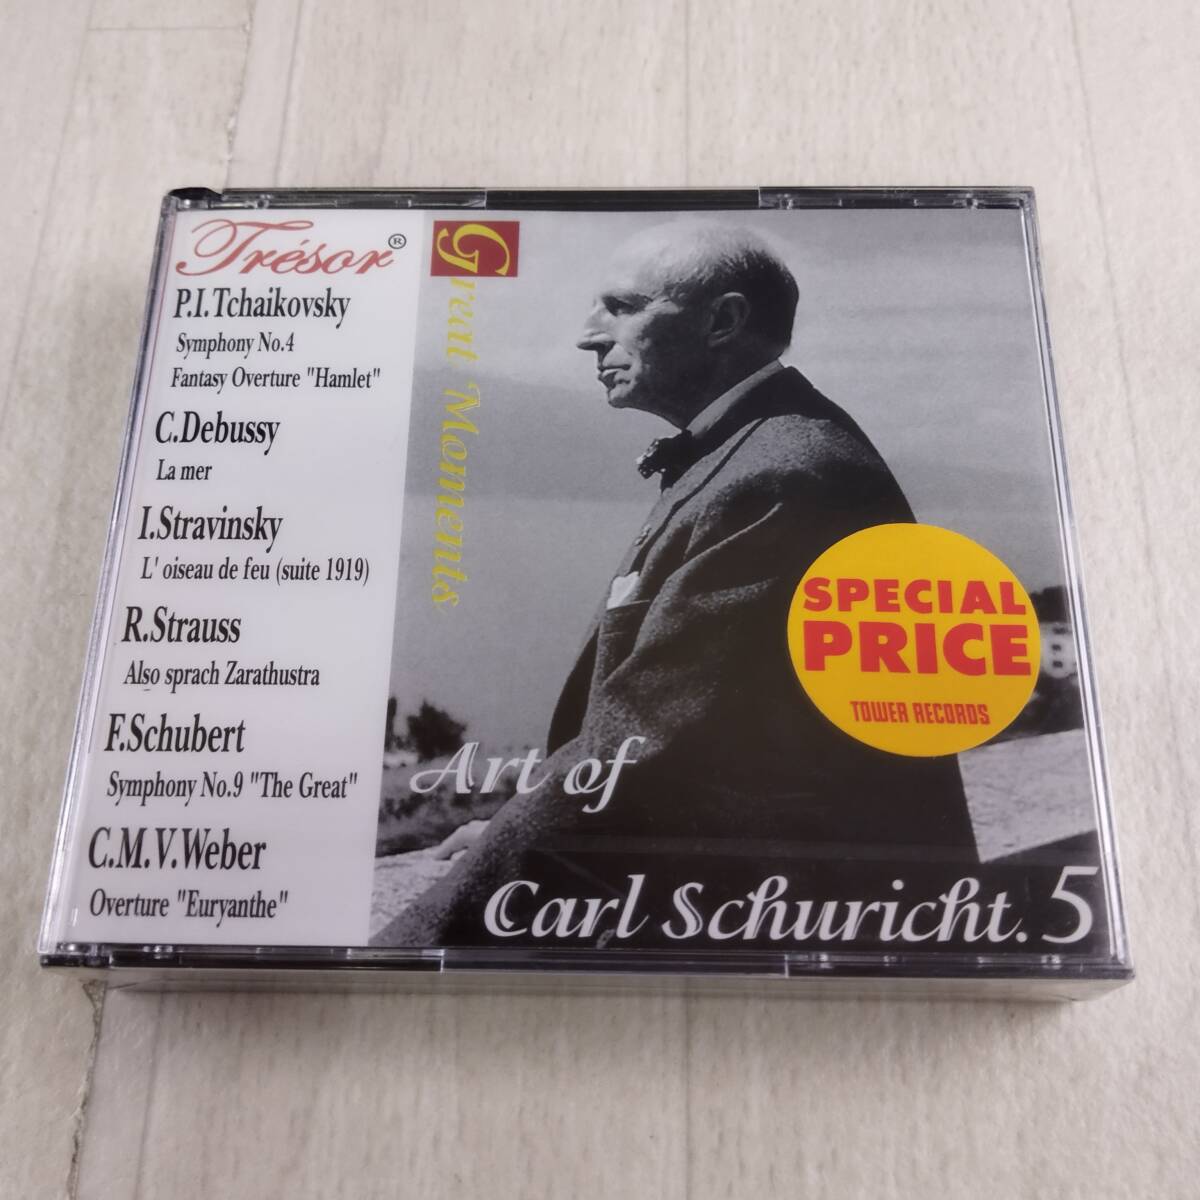 Trésor®
P.I.Tchaikovsky
Symphony No.4
Fantasy Overture "Hamlet"
C.Debussy
La mer
I.Stravinsky
L' oiseau de feu (suite 1919)
R.Strauss
Also sprach Zarathustra
F.Schubert
Symphony No.9 "The Great"
C.M.V.Weber
Overture "Euryanthe"
Great Moments
SPECIAL
PRICE
TOWER RECORDS
Art of
Carl Schuricht.5